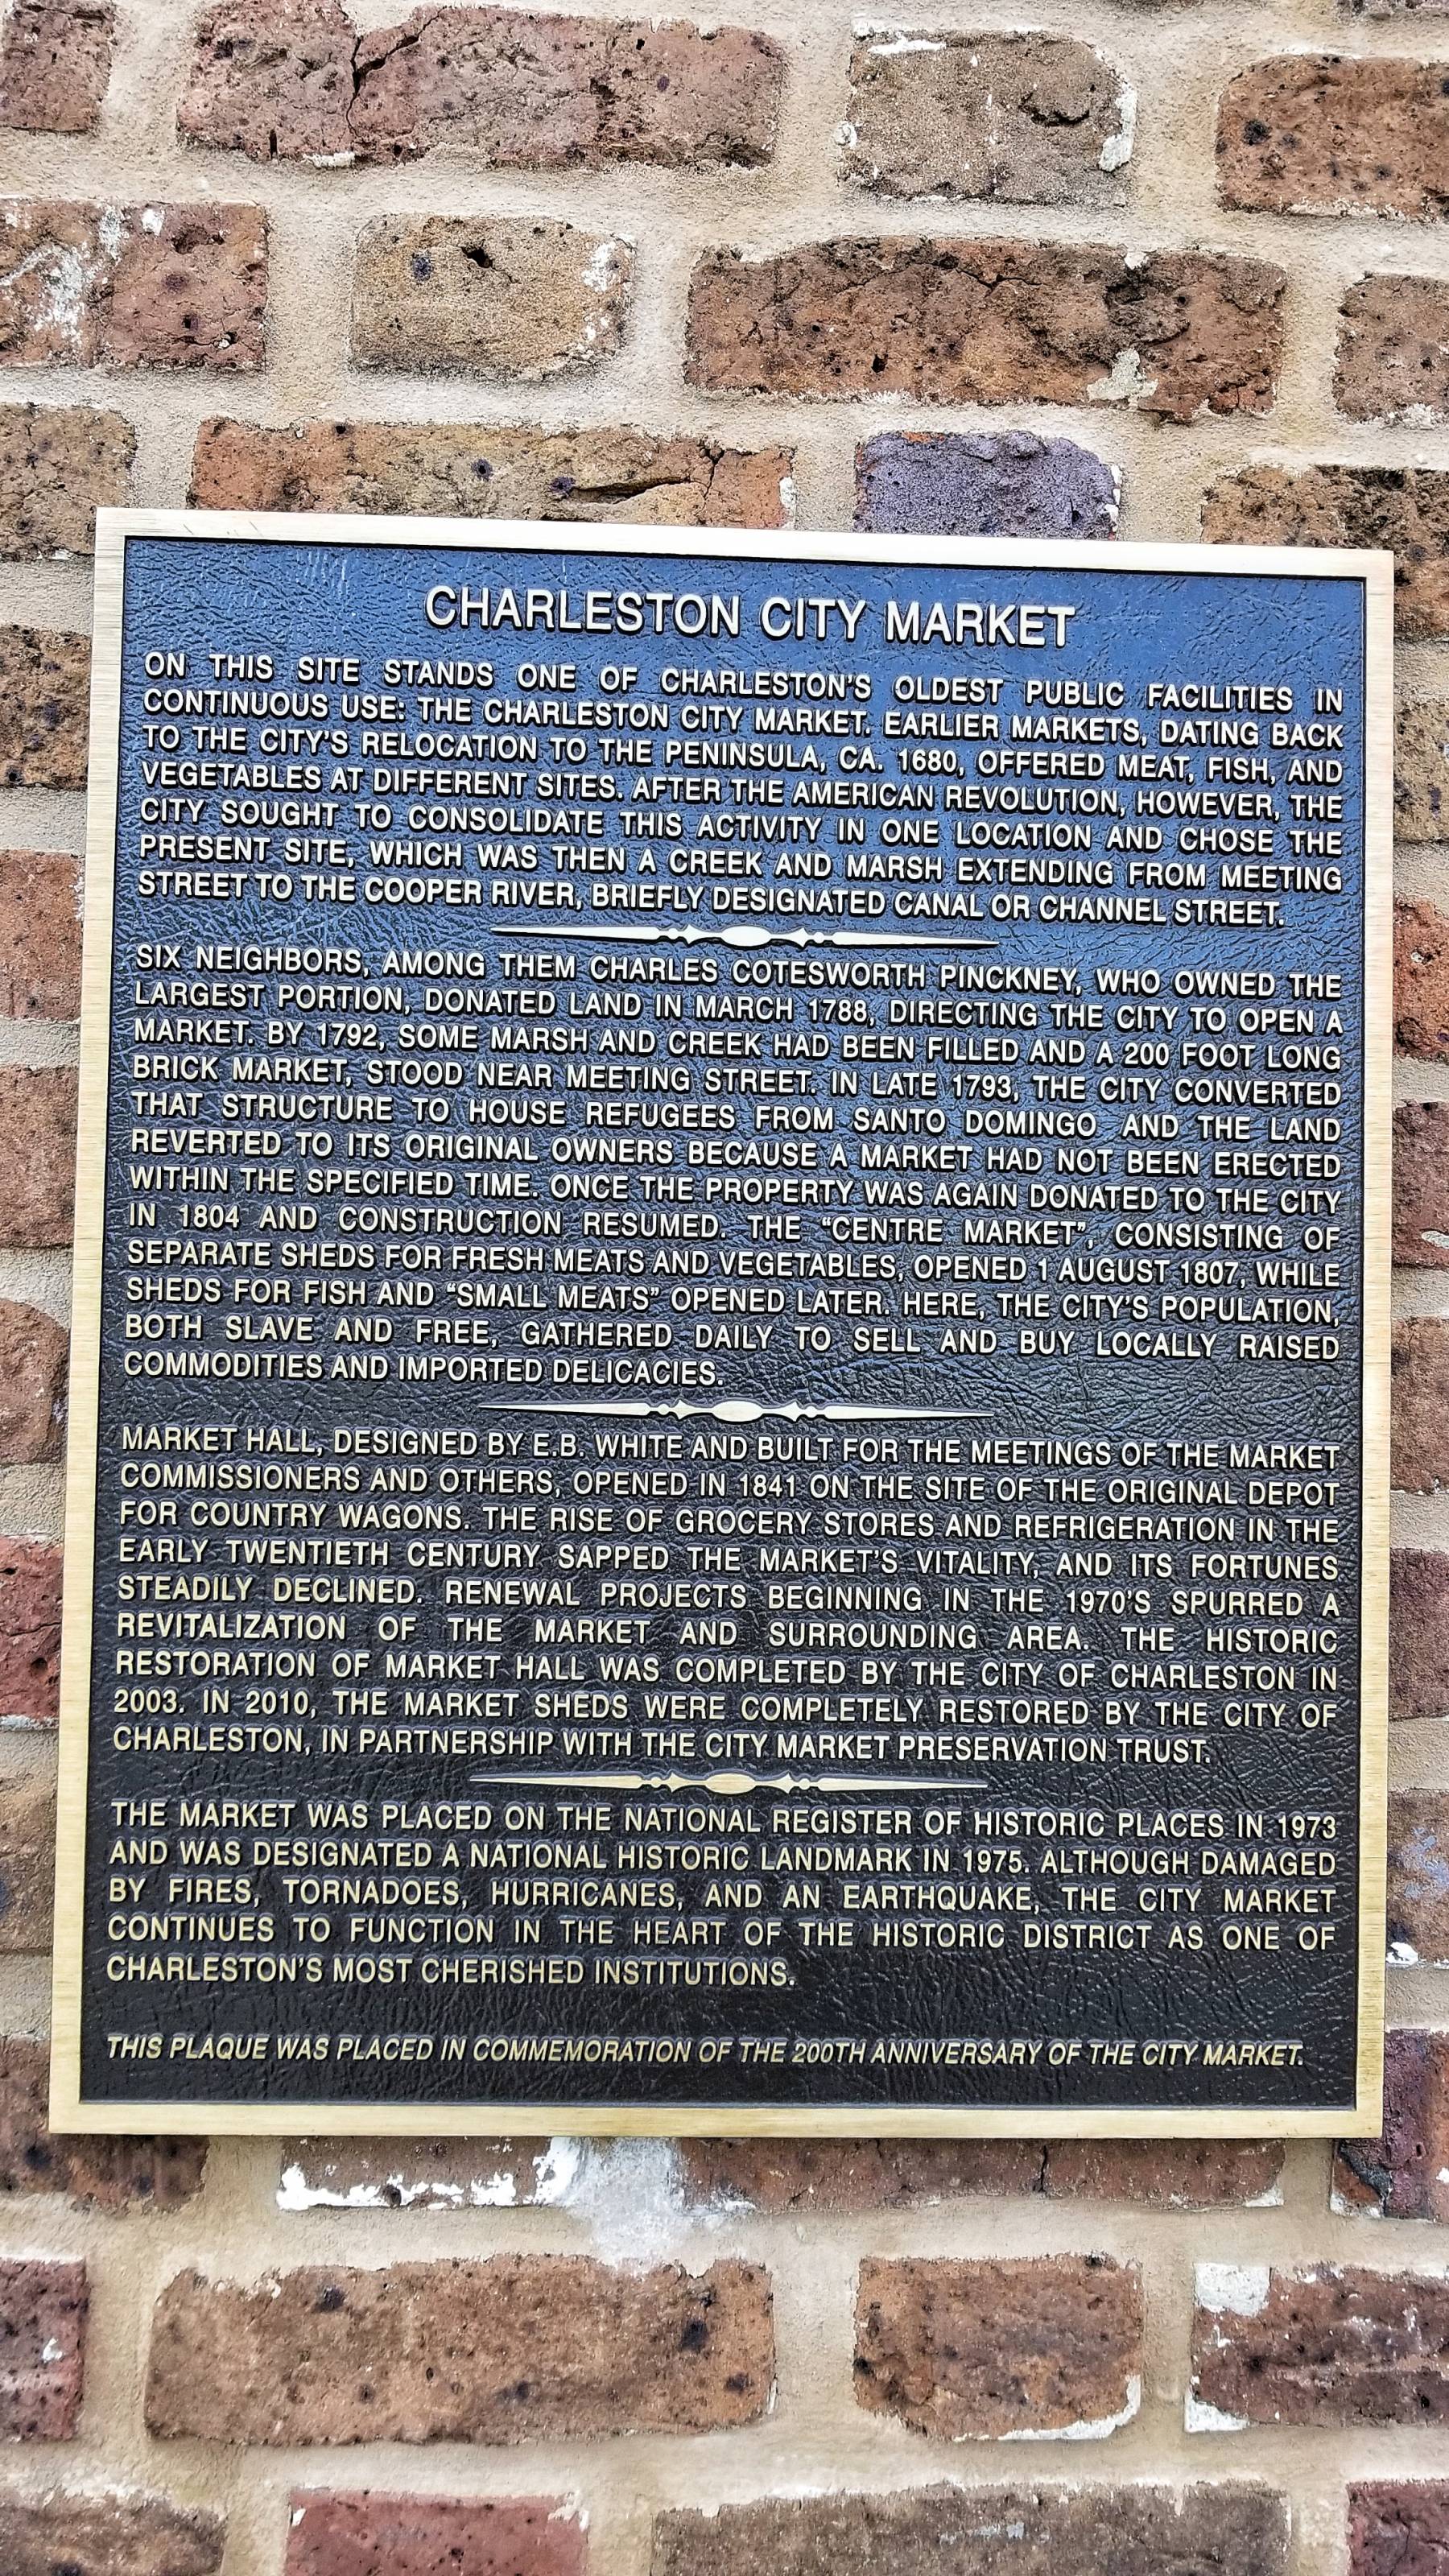 CHARLESTON CITY MARKET
ON THIS SITE STANDS ONE OF CHARLESTON'S OLDEST PUBLIC FACILITIES IN
CONTINUOUS USE: THE CHARLESTON CITY MARKET. EARLIER MARKETS, DATING BACK
TO THE CITY'S RELOCATION TO THE PENINSULA, CA. 1680, OFFERED MEAT, FISH, AND
VEGETABLES AT DIFFERENT SITES. AFTER THE AMERICAN REVOLUTION, HOWEVER, THE
CITY SOUGHT TO CONSOLIDATE THIS ACTIVITY IN ONE LOCATION AND CHOSE THE
PRESENT SITE, WHICH WAS THEN A CREEK AND MARSH EXTENDING FROM MEETING
STREET TO THE COOPER RIVER, BRIEFLY DESIGNATED CANAL OR CHANNEL STREET.
SIX NEIGHBORS, AMONG THEM CHARLES COTESWORTH PINCKNEY, WHO OWNED THE
LARGEST PORTION, DONATED LAND IN MARCH 1788, DIRECTING THE CITY TO OPEN A
MARKET. BY 1792, SOME MARSH AND CREEK HAD BEEN FILLED AND A 200 FOOT LONG
BRICK MARKET, STOOD NEAR MEETING STREET. IN LATE 1793, THE CITY CONVERTED
THAT STRUCTURE TO HOUSE REFUGEES FROM SANTO DOMINGO AND THE LAND
REVERTED TO ITS ORIGINAL OWNERS BECAUSE A MARKET HAD NOT BEEN ERECTED
WITHIN THE SPECIFIED TIME. ONCE THE PROPERTY WAS AGAIN DONATED TO THE CITY
IN 1804 AND CONSTRUCTION RESUMED. THE “CENTRE MARKET”, CONSISTING OF
SEPARATE SHEDS FOR FRESH MEATS AND VEGETABLES, OPENED 1 AUGUST 1807, WHILE
SHEDS FOR FISH AND “SMALL MEATS” OPENED LATER. HERE, THE CITY'S POPULATION,
BOTH SLAVE AND FREE, GATHERED DAILY TO SELL AND BUY LOCALLY RAISED
COMMODITIES AND IMPORTED DELICACIES.
MARKET HALL, DESIGNED BY E.B. WHITE AND BUILT FOR THE MEETINGS OF THE MARKET
COMMISSIONERS AND OTHERS, OPENED IN 1841 ON THE SITE OF THE ORIGINAL DEPOT
FOR COUNTRY WAGONS. THE RISE OF GROCERY STORES AND REFRIGERATION IN THE
EARLY TWENTIETH CENTURY SAPPED THE MARKET'S VITALITY, AND ITS FORTUNES
STEADILY DECLINED. RENEWAL PROJECTS BEGINNING IN THE 1970'S SPURRED A
REVITALIZATION OF THE MARKET AND SURROUNDING AREA. THE HISTORIC
RESTORATION OF MARKET HALL WAS COMPLETED BY THE CITY OF CHARLESTON IN
2003. IN 2010, THE MARKET SHEDS WERE COMPLETELY RESTORED BY THE CITY OF
CHARLESTON, IN PARTNERSHIP WITH THE CITY MARKET PRESERVATION TRUST.
THE MARKET WAS PLACED ON THE NATIONAL REGISTER OF HISTORIC PLACES IN 1973
AND WAS DESIGNATED A NATIONAL HISTORIC LANDMARK IN 1975. ALTHOUGH DAMAGED
BY FIRES, TORNADOES, HURRICANES, AND AN EARTHQUAKE, THE CITY MARKET
CONTINUES TO FUNCTION IN THE HEART OF THE HISTORIC DISTRICT AS ONE OF
CHARLESTON'S MOST CHERISHED INSTITUTIONS.
THIS PLAQUE WAS PLACED IN COMMEMORATION OF THE 200TH ANNIVERSARY OF THE CITY MARKET.